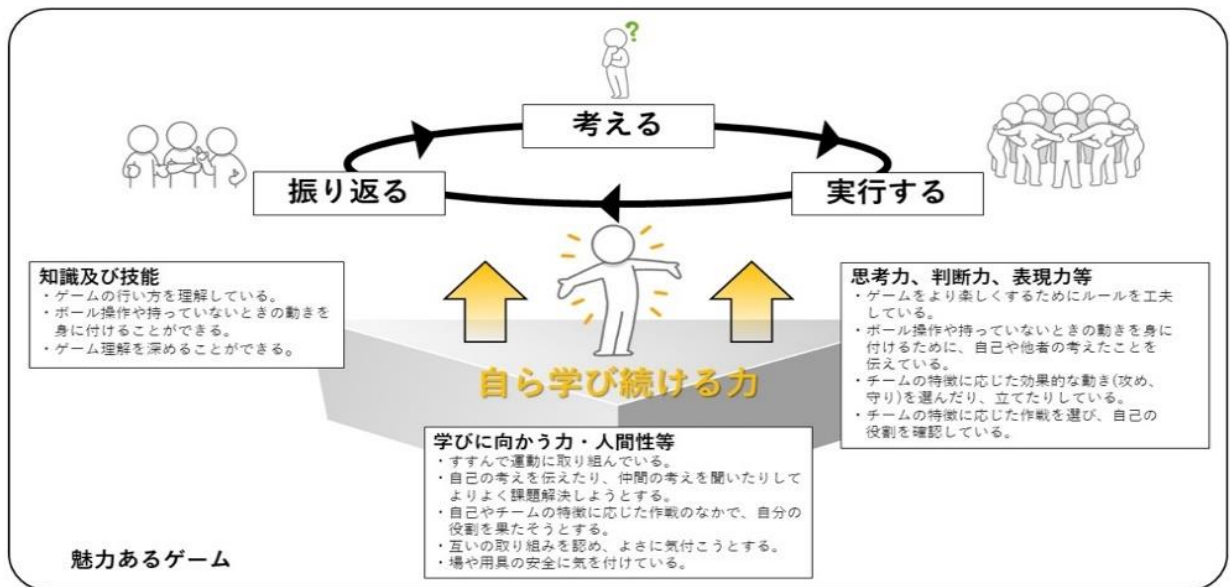 ?
考える
振り返る
実行する
知識及び技能
・ゲームの行い方を理解している。
・ボール操作や持っていないときの動きを
身に付けることができる。
・ゲーム理解を深めることができる。
思考力、判断力、表現力等
・ゲームをより楽しくするためにルールを工夫
している。
・ボール操作や持っていないときの動きを身に
付けるために、自己や他者の考えたことを
伝えている。
・チームの特徴に応じた効果的な動き(攻め、
守り)を選んだり、立てたりしている。
・チームの特徴に応じた作戦を選び、自己の
役割を確認している。
自ら学び続ける力
学びに向かう力・人間性等
・すすんで運動に取り組んでいる。
・自己の考えを伝えたり、仲間の考えを聞いたりして
よりよく課題解決しようとする。
・自己やチームの特徴に応じた作戦のなかで、自分の
役割を果たそうとする。
・互いの取り組みを認め、よさに気付こうとする。
・場や用具の安全に気を付けている。
魅力あるゲーム